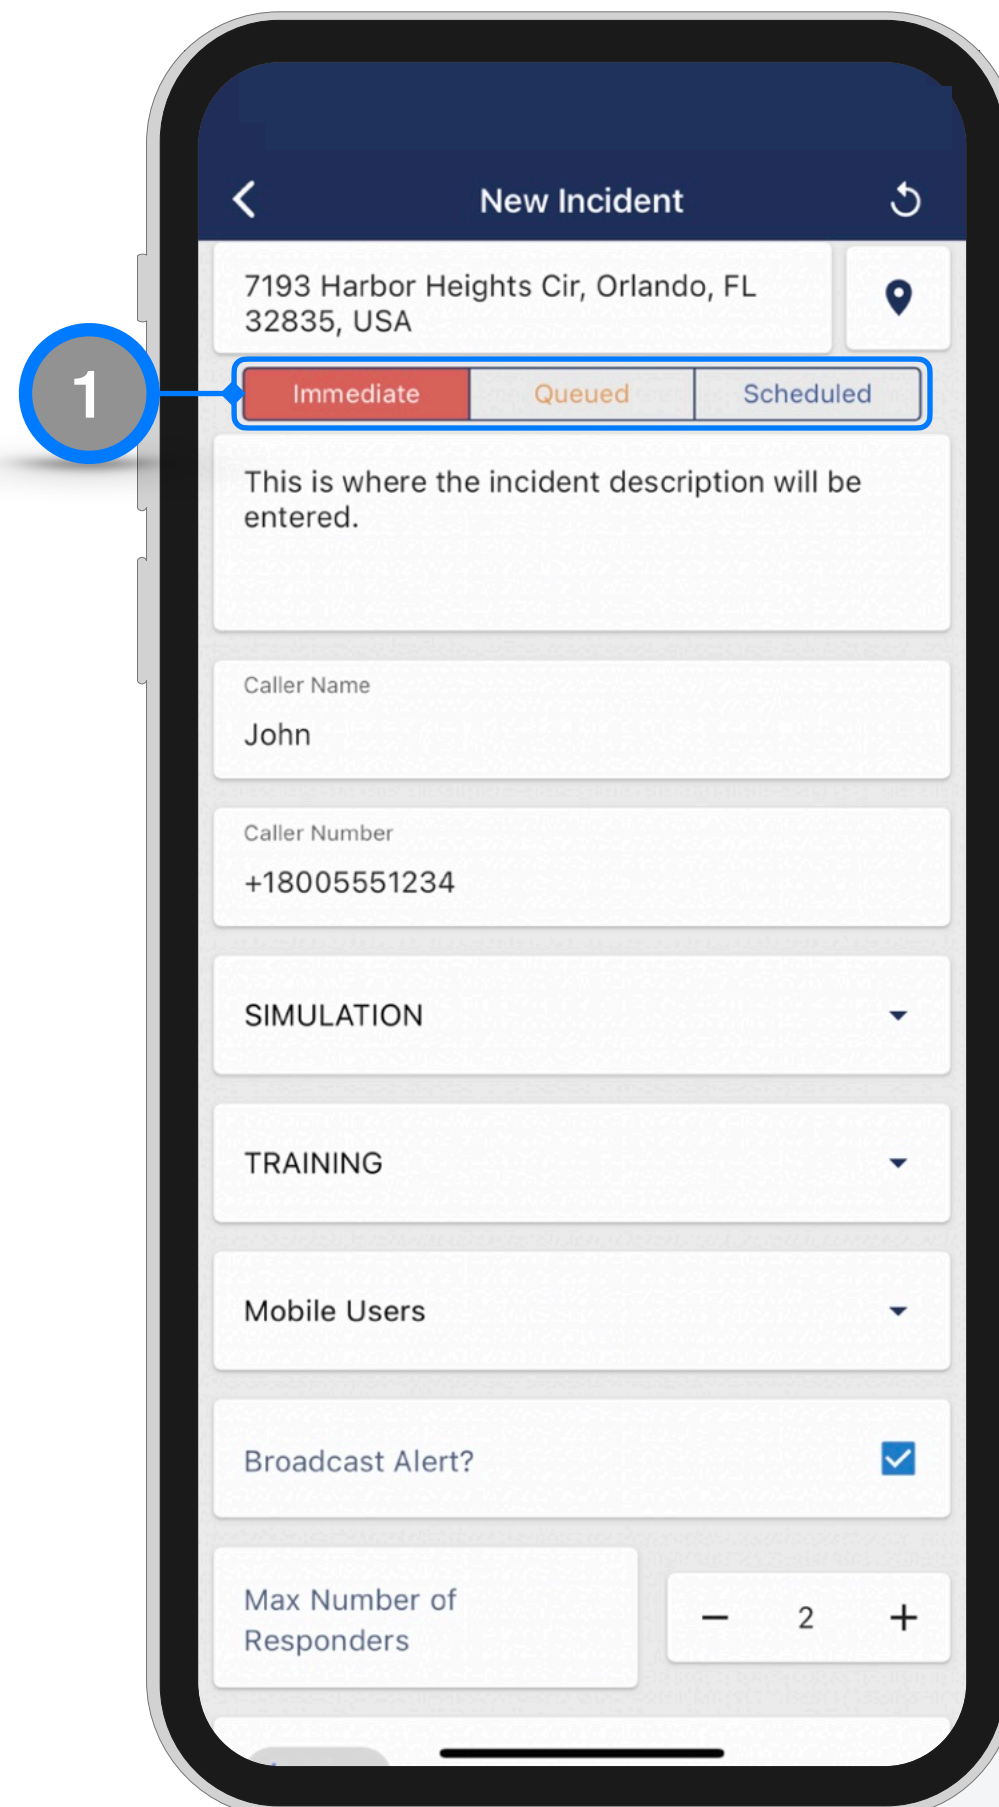 New Incident
7193 Harbor Heights Cir, Orlando, FL
32835, USA
1
Immediate Queued Scheduled
This is where the incident description will be
entered.
Caller Name
John
Caller Number
+18005551234
SIMULATION
TRAINING
Mobile Users
Broadcast Alert?
Max Number of
Responders
2